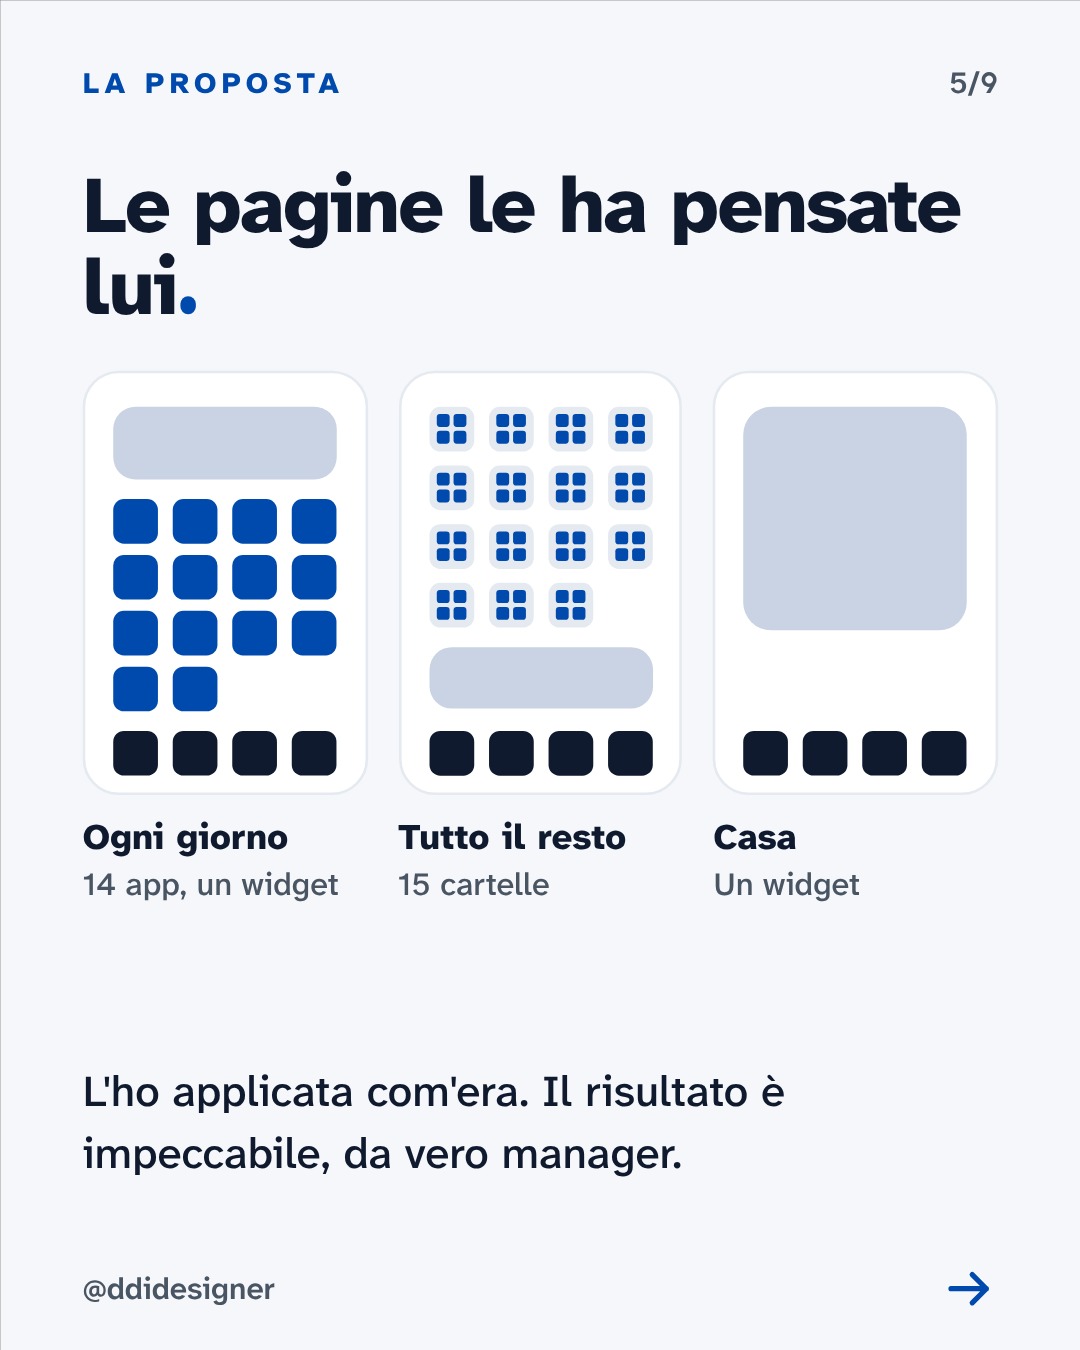 LA PROPOSTA
5/9
Le pagine le ha pensate
lui.
Ogni giorno
14 app, un widget
Tutto il resto
15 cartelle
Casa
Un widget
L'ho applicata com'era. Il risultato è
impeccabile, da vero manager.
@ddidesigner